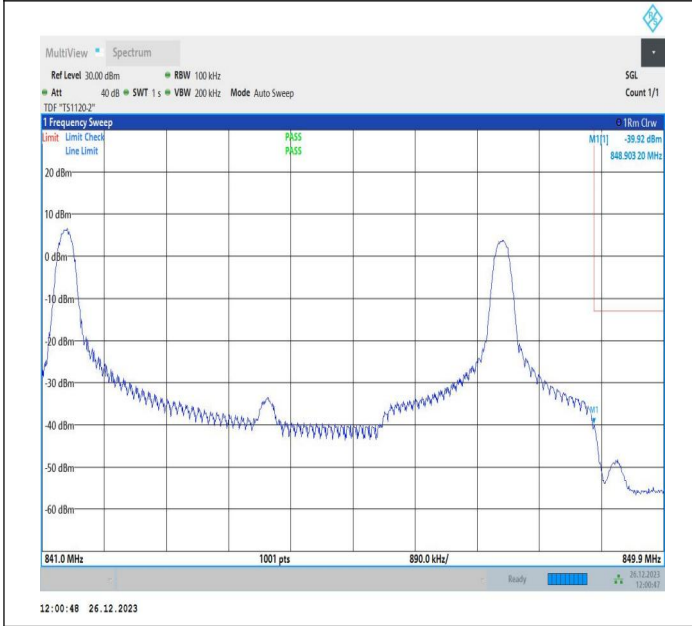 R&S
MultiView Spectrum
Ref Level 30.00 dBm RBW 100 kHz SGL
Att 40 dB SWT 1 s VBW 200 kHz Mode Auto Sweep Count 1/1
TDF "TS1120-2"
1 Frequency Sweep 1Rm Clrw
Limit Limit Check PASS M1[1] -39.92 dBm
Line Limit PASS 848.903 20 MHz
20 dBm
10 dBm
0 dBm
-10 dBm
-20 dBm
-30 dBm
M1
-40 dBm
-50 dBm
-60 dBm
841.0 MHz 1001 pts 890.0 kHz/ 849.9 MHz
Ready 26.12.2023
12:00:47
12:00:48 26.12.2023